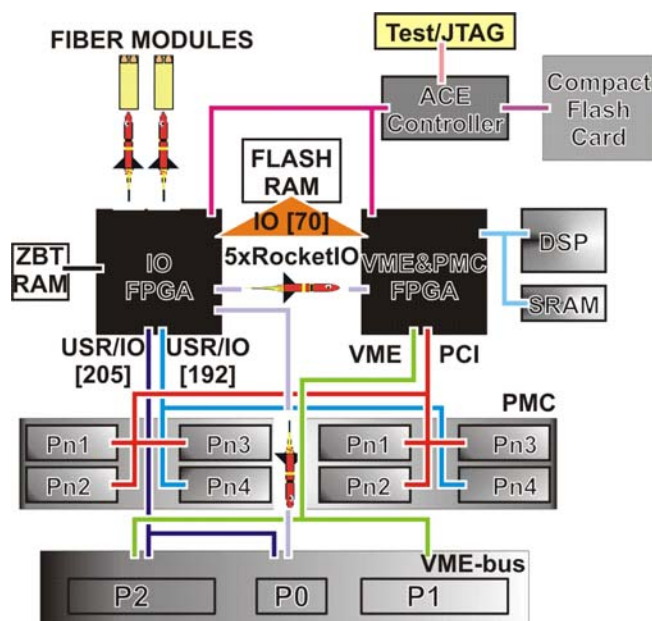 FIBER MODULES
Test/JTAG
ACE
Controller
Compact
Flash
Card
FLASH
RAM
IO [70]
5xRocketIO
ZBT
RAM
IO
FPGA
VME&PMC
FPGA
DSP
SRAM
USR/IO
[205]
USR/IO
[192]
VME
PCI
PMC
Pn1
Pn3
Pn1
Pn3
Pn2
Pn4
Pn2
Pn4
VME-bus
P2
P0
P1